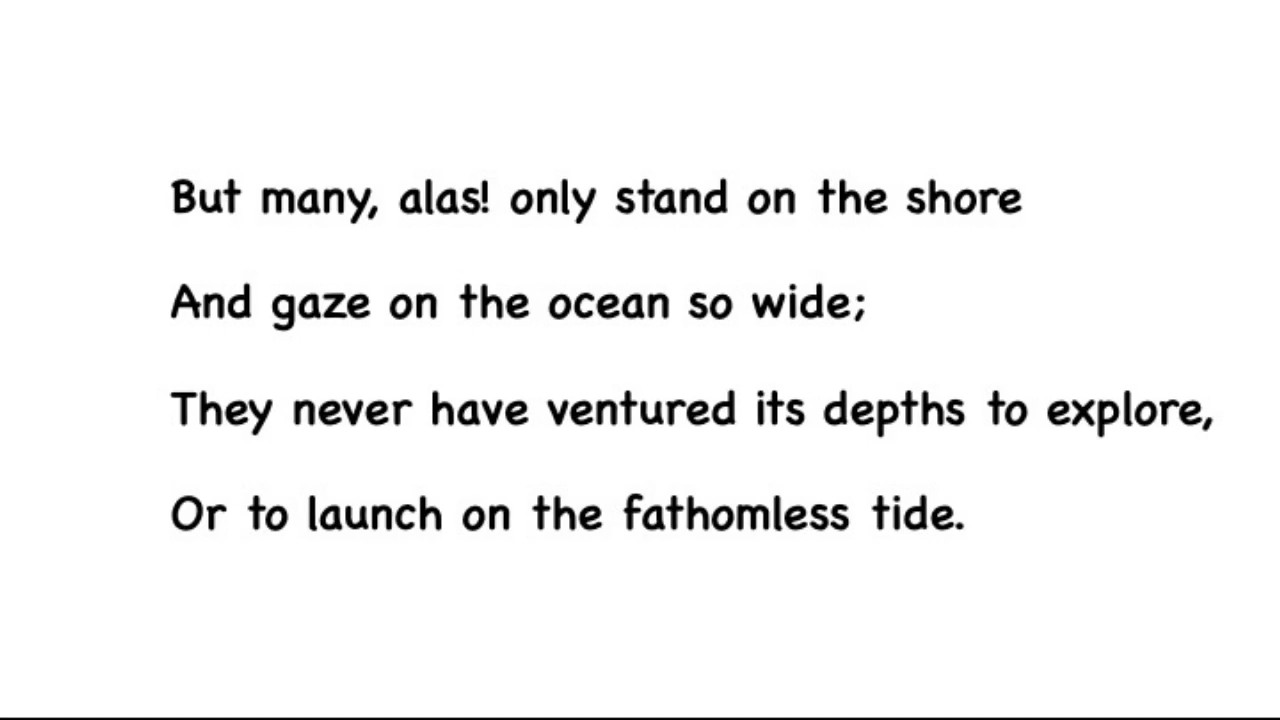 But many, alas! only stand on the shore
And gaze on the ocean so wide;
They never have ventured its depths to explore,
Or to launch on the fathomless tide.